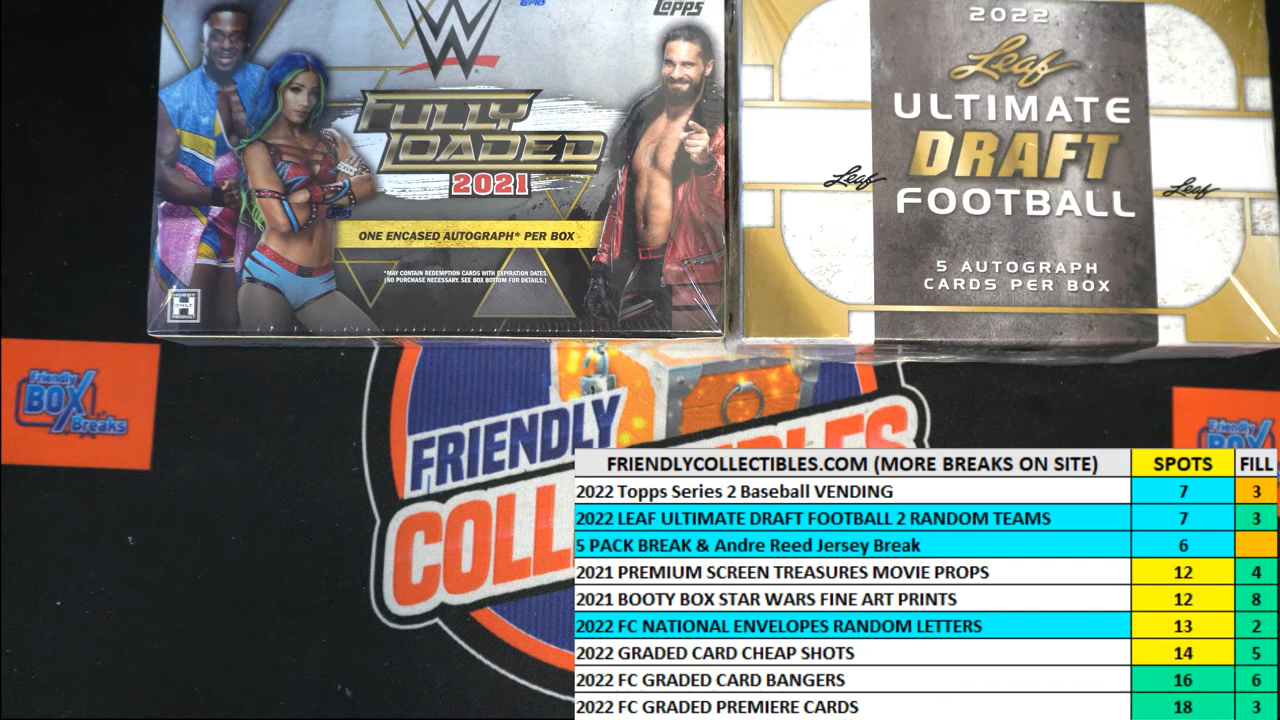 Topps
W
FULLY
LOADED
2021
ONE ENCASED AUTOGRAPH* PER BOX
*MAY CONTAIN REDEMPTION CARDS WITH EXPIRATION DATES.
(NO PURCHASE NECESSARY. SEE BOX BOTTOM FOR DETAILS.)
HOBBY
H
ONLY
PRODUCT
2022
Leaf
ULTIMATE
DRAFT
FOOTBALL
Leaf
Leaf
5 AUTOGRAPH
CARDS PER BOX
Friendly
BOX
Breaks
Friendly
BOX
FRIENDLY
FRIENDLYCOLLECTIBLES.COM (MORE BREAKS ON SITE) SPOTS FILL
2022 Topps Series 2 Baseball VENDING 7 3
2022 LEAF ULTIMATE DRAFT FOOTBALL 2 RANDOM TEAMS 7 3
5 PACK BREAK & Andre Reed Jersey Break 6
2021 PREMIUM SCREEN TREASURES MOVIE PROPS 12 4
2021 BOOTY BOX STAR WARS FINE ART PRINTS 12 8
2022 FC NATIONAL ENVELOPES RANDOM LETTERS 13 2
2022 GRADED CARD CHEAP SHOTS 14 5
2022 FC GRADED CARD BANGERS 16 6
2022 FC GRADED PREMIERE CARDS 18 3